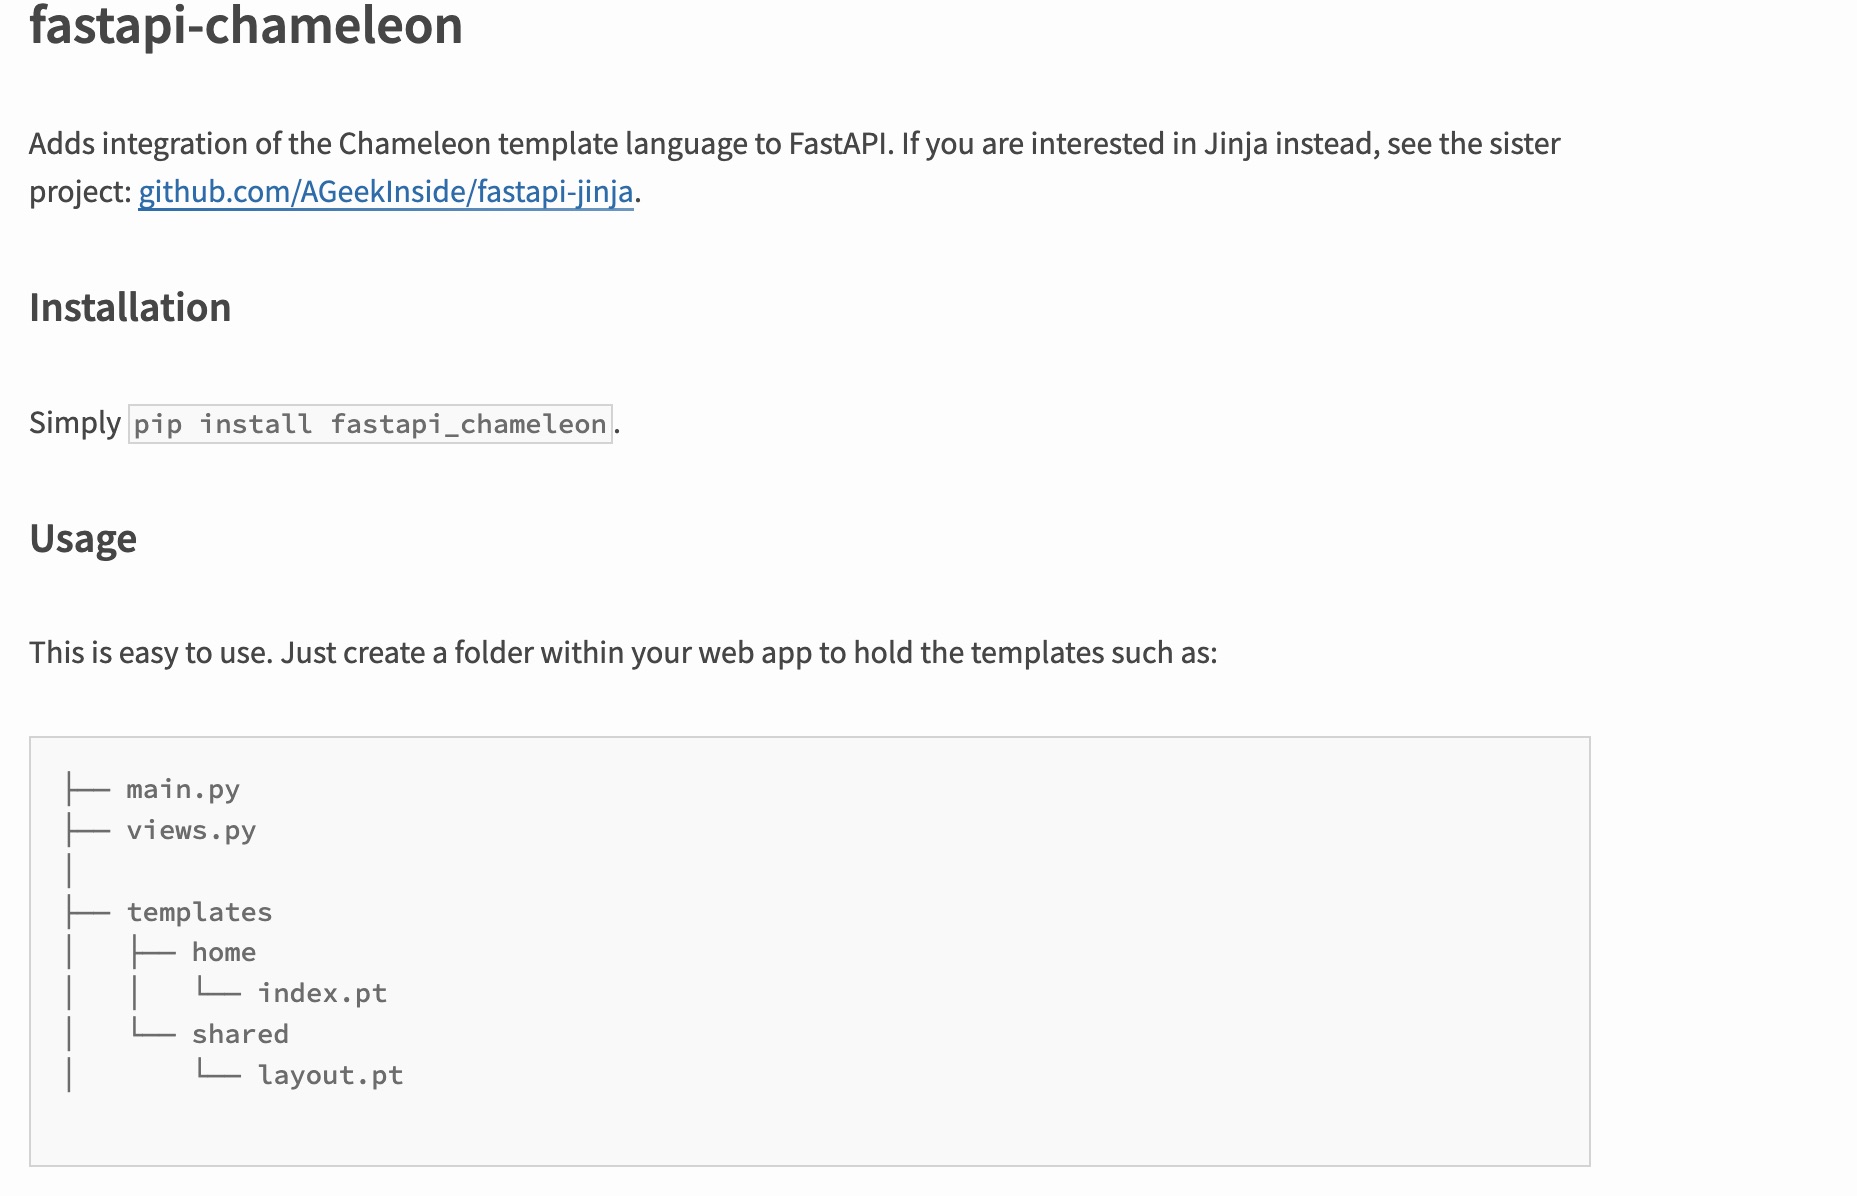 fastapi-chameleon
Adds integration of the Chameleon template language to FastAPI. If you are interested in Jinja instead, see the sister
project: github.com/AGeekInside/fastapi-jinja.
Installation
Simply pip install fastapi_chameleon.
Usage
This is easy to use. Just create a folder within your web app to hold the templates such as:
├── main.py
├── views.py
│
├── templates
│   ├── home
│   │   └── index.pt
│   └── shared
│       └── layout.pt